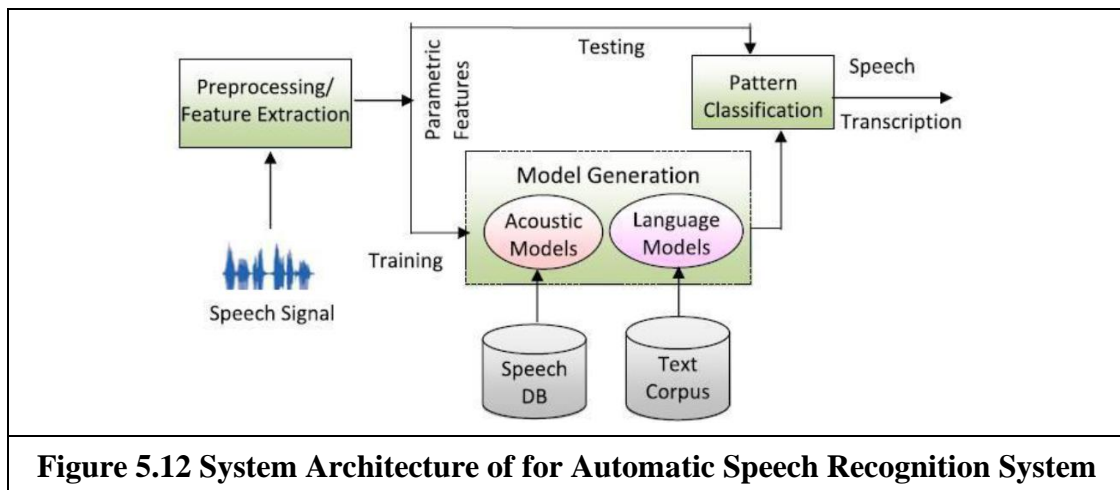 Testing
Preprocessing/
Feature Extraction
Parametric
Features
Pattern
Classification
Speech
Transcription
Model Generation
Acoustic
Models
Language
Models
Training
Speech Signal
Speech
DB
Text
Corpus
Figure 5.12 System Architecture of for Automatic Speech Recognition System